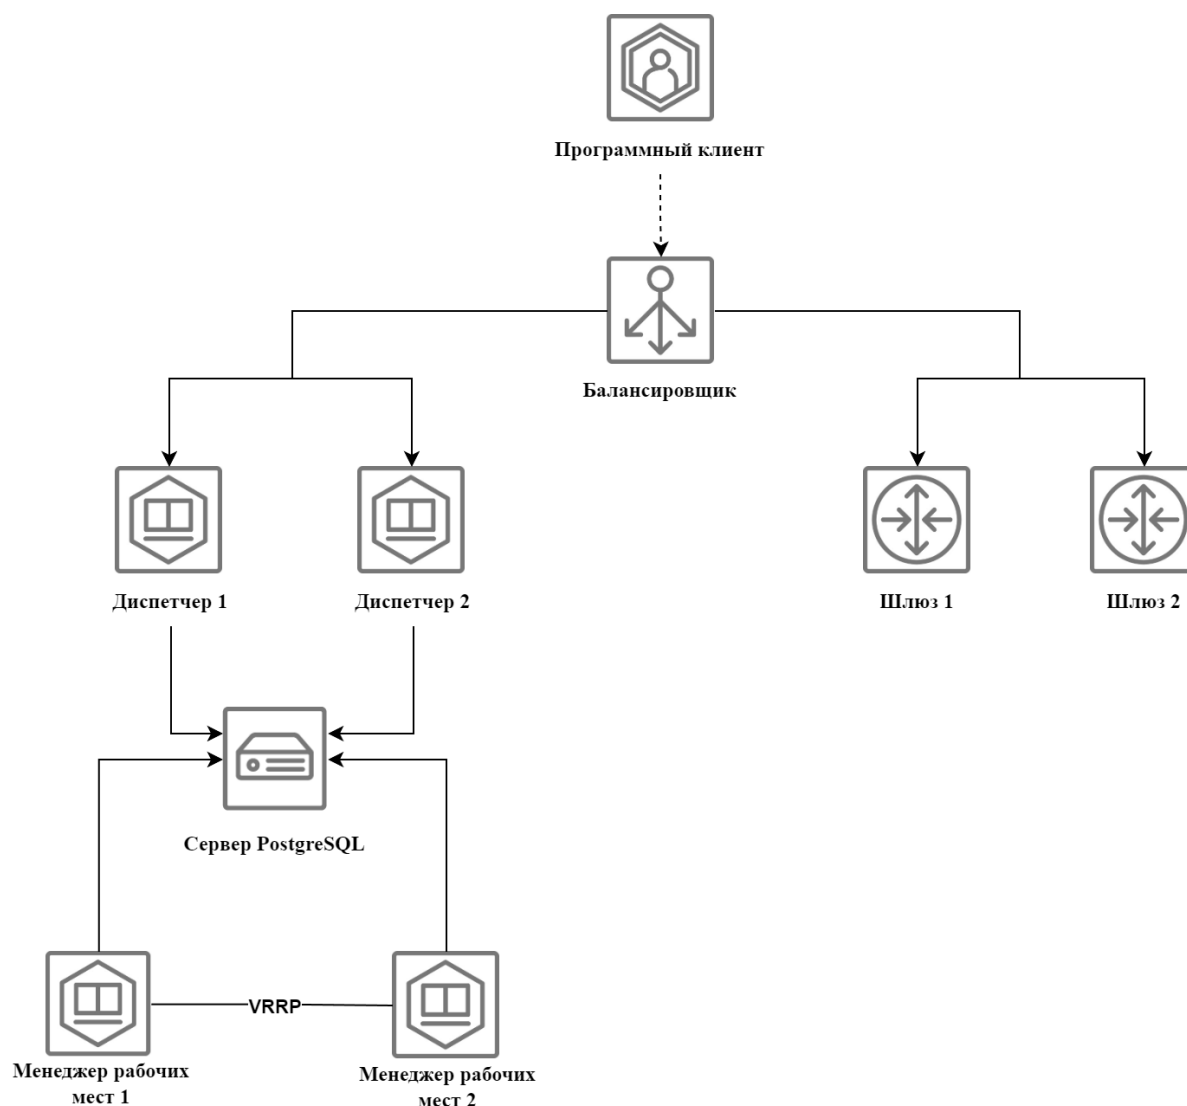 Программный клиент
Балансировщик
Диспетчер 1
Диспетчер 2
Шлюз 1
Шлюз 2
Сервер PostgreSQL
VRRP
Менеджер рабочих
мест 1
Менеджер рабочих
мест 2